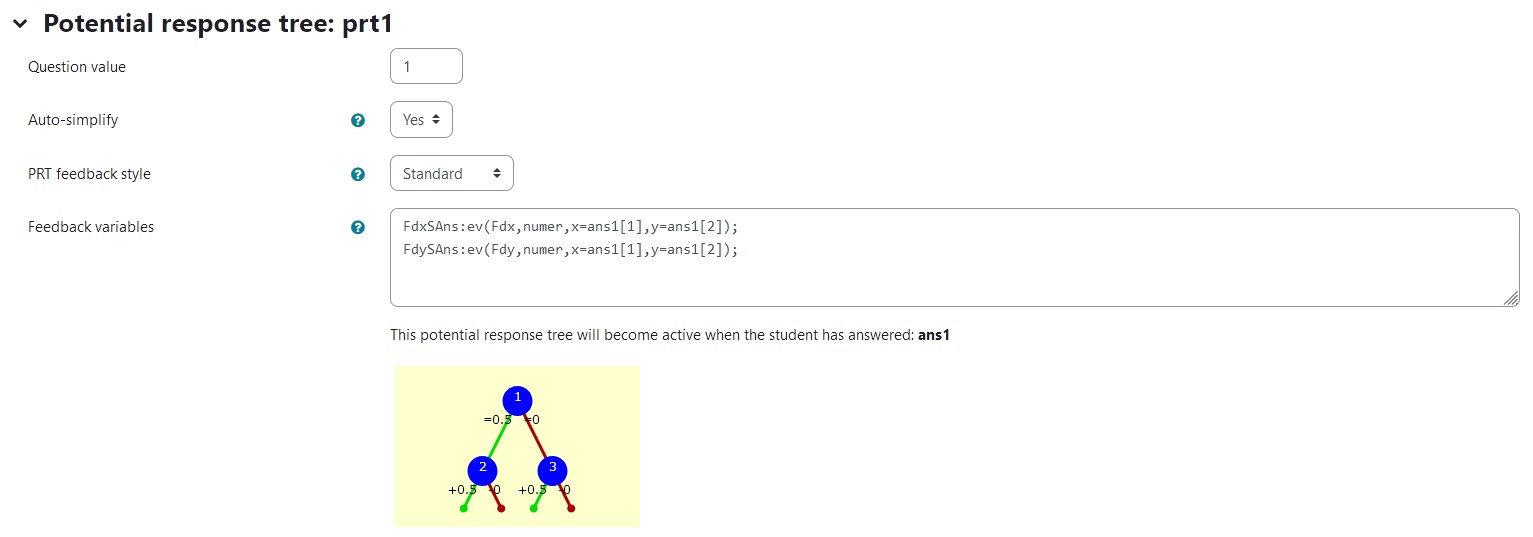 Potential response tree: prt1
Question value
1
Auto-simplify
?
Yes
PRT feedback style
?
Standard
Feedback variables
?
FdxSAns:ev(Fdx,numer,x=ans1[1],y=ans1[2]);
FdySAns:ev(Fdy,numer,x=ans1[1],y=ans1[2]);
This potential response tree will become active when the student has answered: ans1
1
=0.5 =0
2 3
+0.5 -0 +0.5 -0